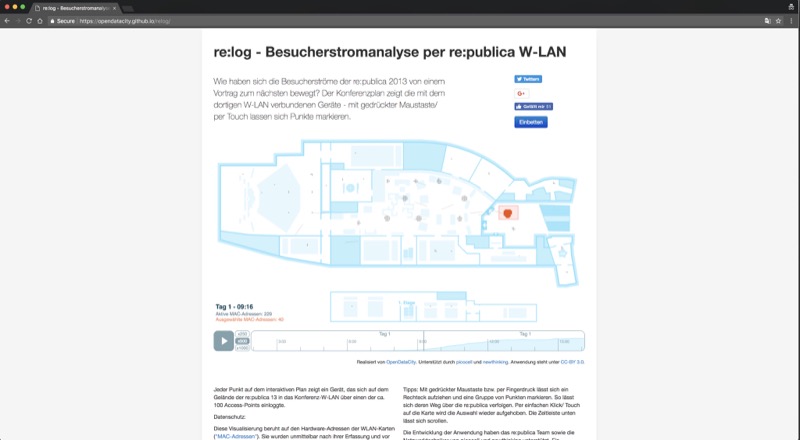 re:log - Besucherstromanalys
Secure
https://opendatacity.github.io/relog/
re:log - Besucherstromanalyse per re:publica W-LAN
Wie haben sich die Besucherströme der re:publica 2013 von einem
Vortrag zum nächsten bewegt? Der Konferenzplan zeigt die mit dem
dortigen W-LAN verbundenen Geräte - mit gedrückter Maustaste/
per Touch lassen sich Punkte markieren.
Twittern
G+
Gefällt mir
Einbetten
1. Etage
Tag 1 - 09:16
Aktive MAC-Adressen:
Ausgewählte MAC-Adressen:
Tag 1
Tag 1
Realisiert von OpenDataCity. Unterstützt durch picocell und newthinking. Anwendung steht unter CC-BY 3.0.
Jeder Punkt auf dem interaktiven Plan zeigt ein Gerät, das sich auf dem
Gelände der re:publica 13 in das Konferenz-W-LAN über einen der ca.
100 Access-Points einloggte.
Datenschutz:
Diese Visualisierung beruht auf den Hardware-Adressen der WLAN-Karten
("MAC-Adressen"). Sie wurden unmittelbar nach ihrer Erfassung und vor
Tipps: Mit gedrückter Maustaste bzw. per Fingerdruck lässt sich ein
Rechteck aufziehen und eine Gruppe von Punkten markieren. So lässt
sich deren Weg über die re:publica verfolgen. Per einfachen Klick/ Touch
auf die Karte wird die Auswahl wieder aufgehoben. Die Zeitleiste unten
lässt sich scrollen.
Die Entwicklung der Anwendung haben das re:publica Team sowie die